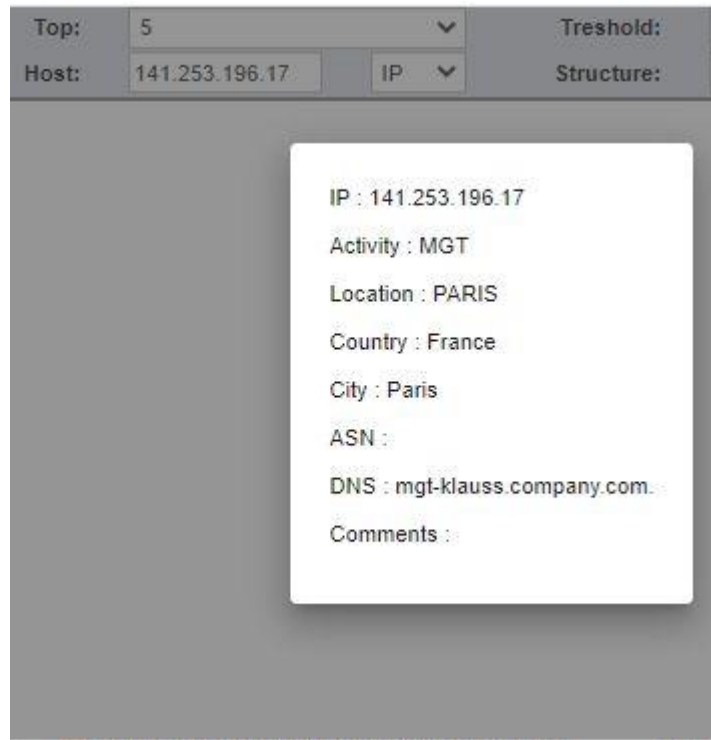 Top: 5 Treshold:
Host: 141.253.196.17 IP Structure:
IP : 141.253.196.17
Activity : MGT
Location : PARIS
Country : France
City : Paris
ASN :
DNS : mgt-klauss.company.com.
Comments :